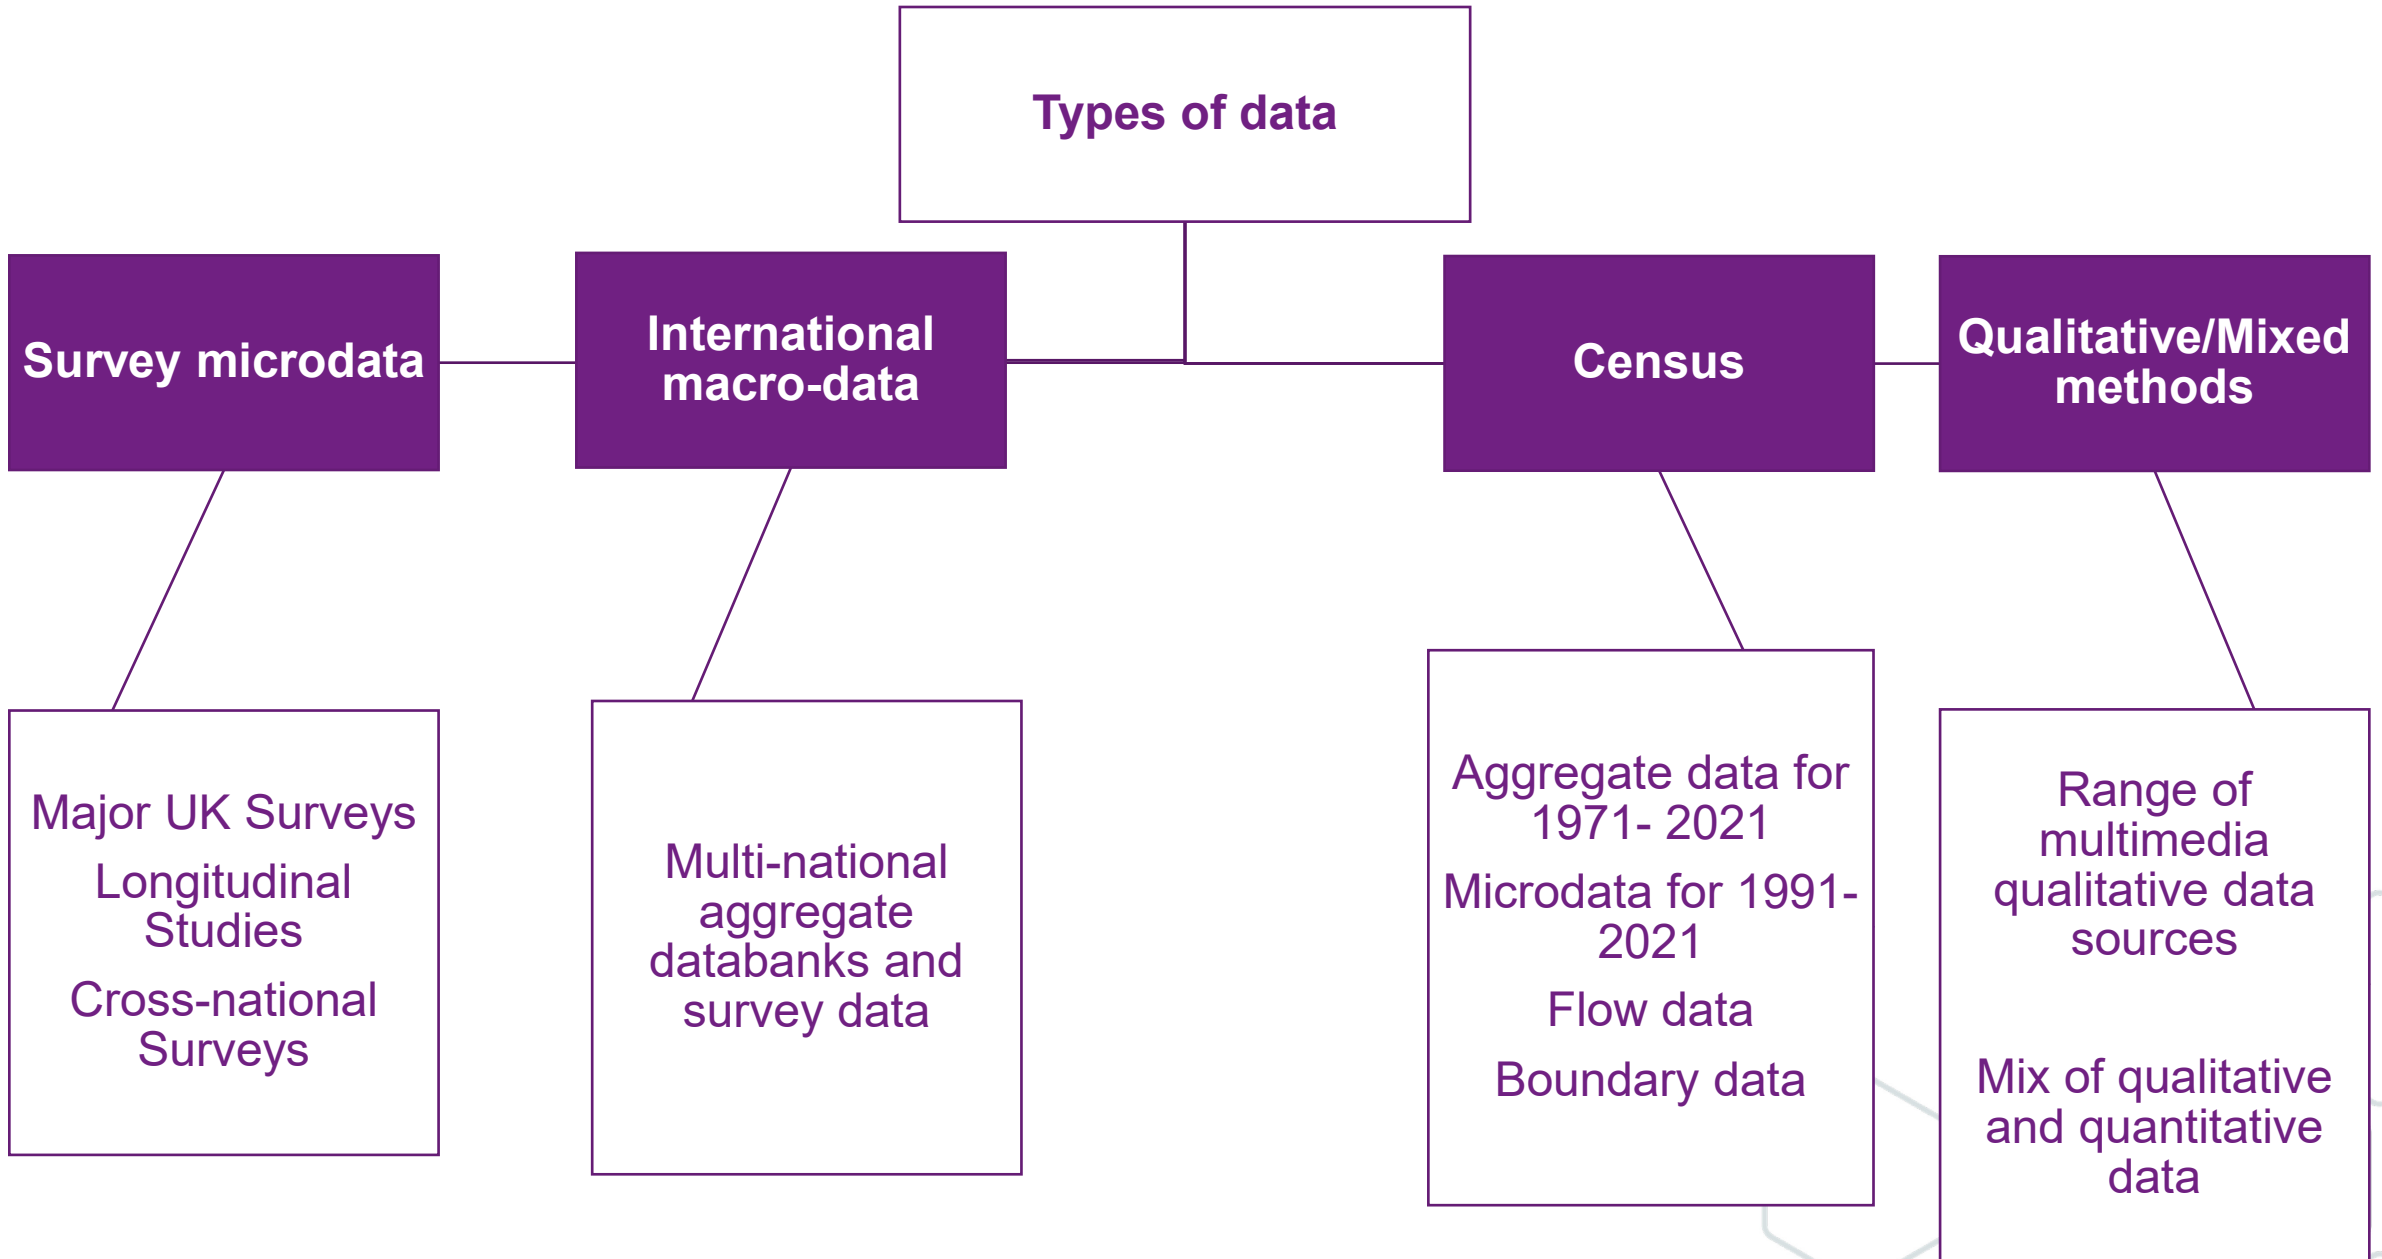 Types of data
Survey microdata
International
macro-data
Census
Qualitative/Mixed
methods
Major UK Surveys
Longitudinal
Studies
Cross-national
Surveys
Multi-national
aggregate
databanks and
survey data
Aggregate data for
1971- 2021
Microdata for 1991-
2021
Flow data
Boundary data
Range of
multimedia
qualitative data
sources
Mix of qualitative
and quantitative
data